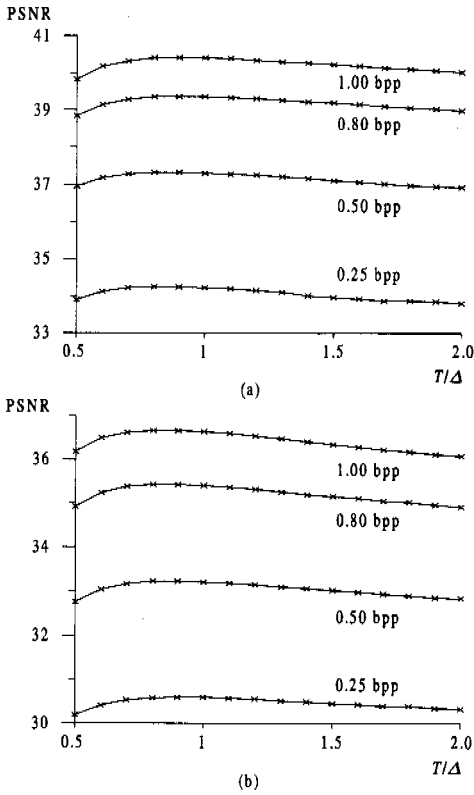 PSNR
41
1.00 bpp
39
0.80 bpp
37
0.50 bpp
35
0.25 bpp
33
0.5 1 1.5 2.0
T/Δ
(a)
PSNR
36
1.00 bpp
0.80 bpp
34
32
0.50 bpp
0.25 bpp
30
0.5 1 1.5 2.0
T/Δ
(b)